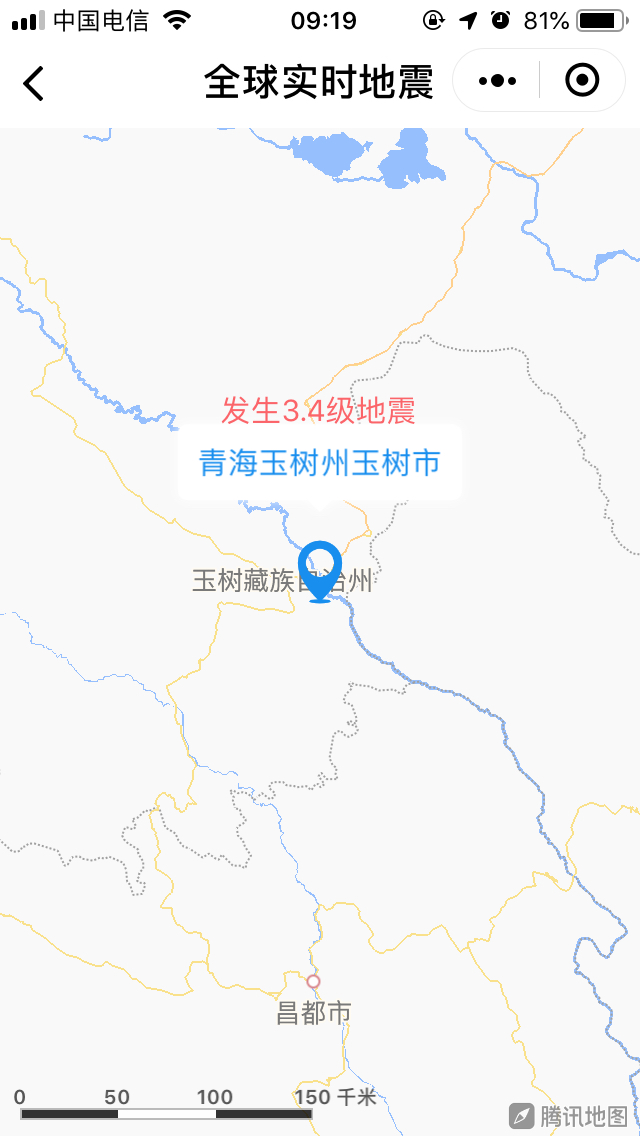 中国电信 09:19 81%
全球实时地震
发生3.4级地震
青海玉树州玉树市
玉树藏族自治州
昌都市
0 50 100 150 千米
腾讯地图